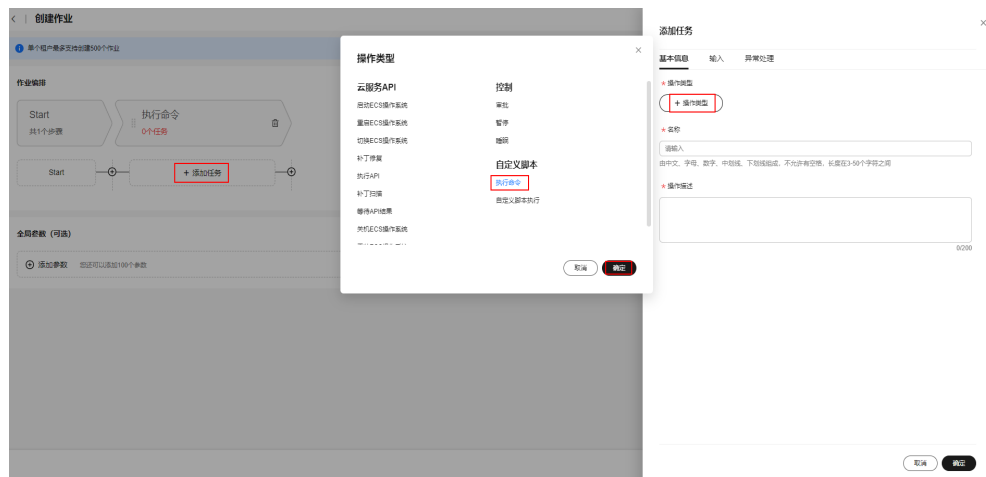 创建作业
单个租户最多支持创建500个作业
作业编排
Start
共1个步骤
执行命令
0个任务
Start
+ 添加任务
全局参数（可选）
添加参数 您还可以添加100个参数
操作类型
云服务API
启动ECS操作系统
重启ECS操作系统
切换ECS操作系统
补丁修复
执行API
补丁扫描
等待API结果
关机ECS操作系统
控制
审批
暂停
睡眠
自定义脚本
执行命令
自定义脚本执行
取消
确定
添加任务
基本信息 输入 异常处理
* 操作类型
+ 操作类型
* 名称
请输入
由中文、字母、数字、中划线、下划线组成，不允许有空格，长度在3-50个字符之间
* 操作描述
0/200
取消
确定